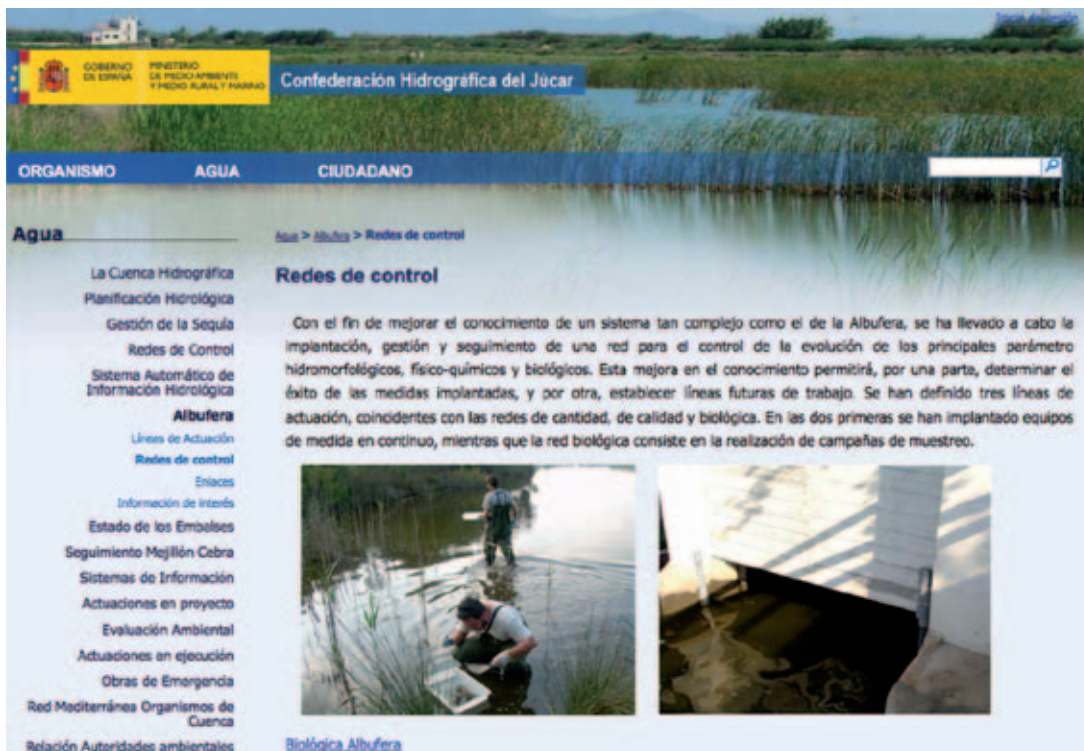 Inicio de sesión
GOBIERNO
DE ESPAÑA
MINISTERIO
DE MEDIO AMBIENTE
Y MEDIO RURAL Y MARINO
Confederación Hidrográfica del Júcar
ORGANISMO AGUA CIUDADANO
Agua
La Cuenca Hidrográfica
Planificación Hidrológica
Gestión de la Sequía
Redes de Control
Sistema Automático de
Información Hidrológica
Albufera
Líneas de Actuación
Redes de control
Enlaces
Información de interés
Estado de los Embalses
Seguimiento Mejillón Cebra
Sistemas de Información
Actuaciones en proyecto
Evaluación Ambiental
Actuaciones en ejecución
Obras de Emergencia
Red Mediterránea Organismos de
Cuenca
Relación Autoridades ambientales
Agua > Albufera > Redes de control
Redes de control
Con el fin de mejorar el conocimiento de un sistema tan complejo como el de la Albufera, se ha llevado a cabo la
implantación, gestión y seguimiento de una red para el control de la evolución de los principales parámetro
hidromorfológicos, físico-químicos y biológicos. Esta mejora en el conocimiento permitirá, por una parte, determinar el
éxito de las medidas implantadas, y por otra, establecer líneas futuras de trabajo. Se han definido tres líneas de
actuación, coincidentes con las redes de cantidad, de calidad y biológica. En las dos primeras se han implantado equipos
de medida en continuo, mientras que la red biológica consiste en la realización de campañas de muestreo.
Biológica Albufera